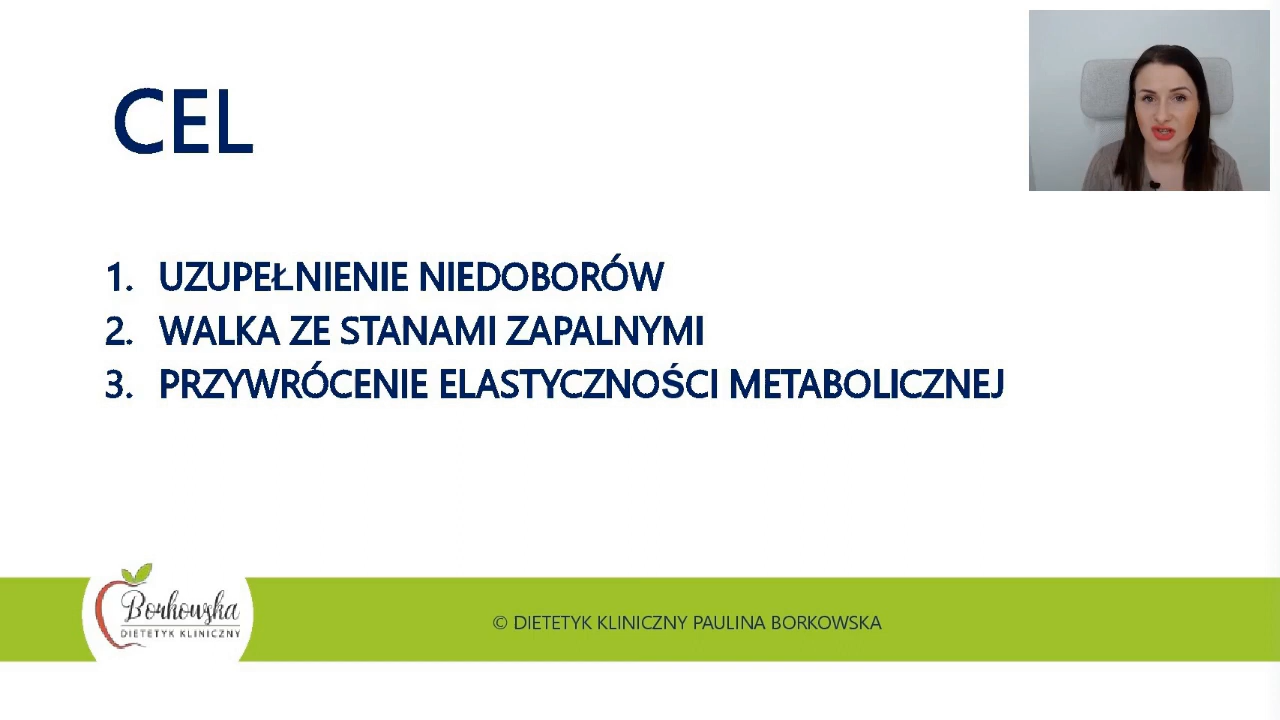 CEL
1. UZUPEŁNIENIE NIEDOBORÓW
2. WALKA ZE STANAMI ZAPALNYMI
3. PRZYWRÓCENIE ELASTYCZNOŚCI METABOLICZNEJ
Borkowska
DIETETYK KLINICZNY
© DIETETYK KLINICZNY PAULINA BORKOWSKA